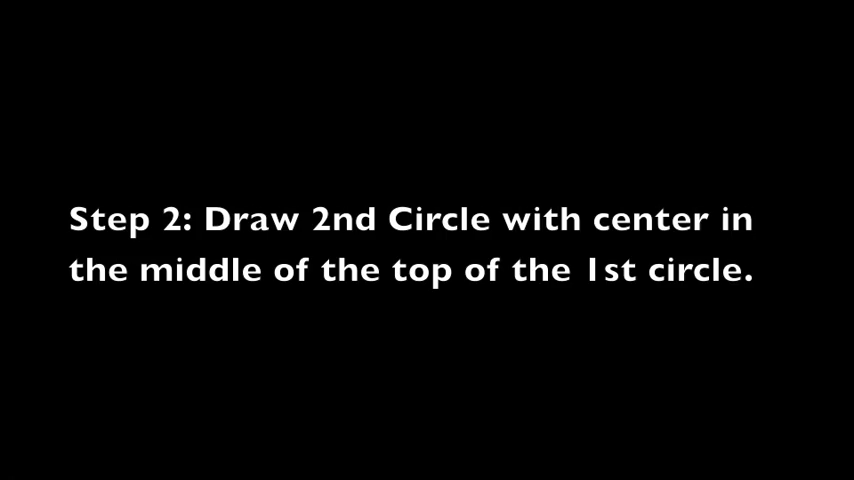 Step 2: Draw 2nd Circle with center in
the middle of the top of the 1st circle.